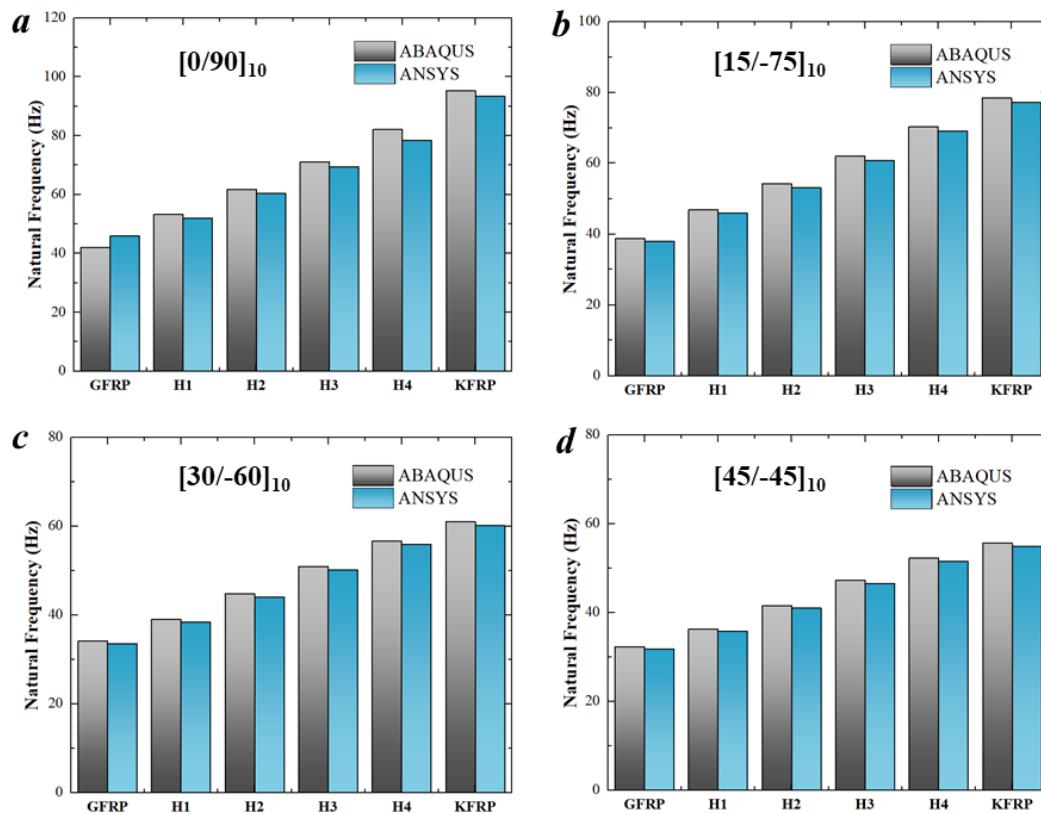 a
[0/90]10
ABAQUS
ANSYS
Natural Frequency (Hz)
120
100
80
60
40
20
0
GFRP H1 H2 H3 H4 KFRP
b
[15/-75]10
ABAQUS
ANSYS
Natural Frequency (Hz)
100
80
60
40
20
0
GFRP H1 H2 H3 H4 KFRP
c
[30/-60]10
ABAQUS
ANSYS
Natural Frequency (Hz)
80
60
40
20
0
GFRP H1 H2 H3 H4 KFRP
d
[45/-45]10
ABAQUS
ANSYS
Natural Frequency (Hz)
80
60
40
20
0
GFRP H1 H2 H3 H4 KFRP